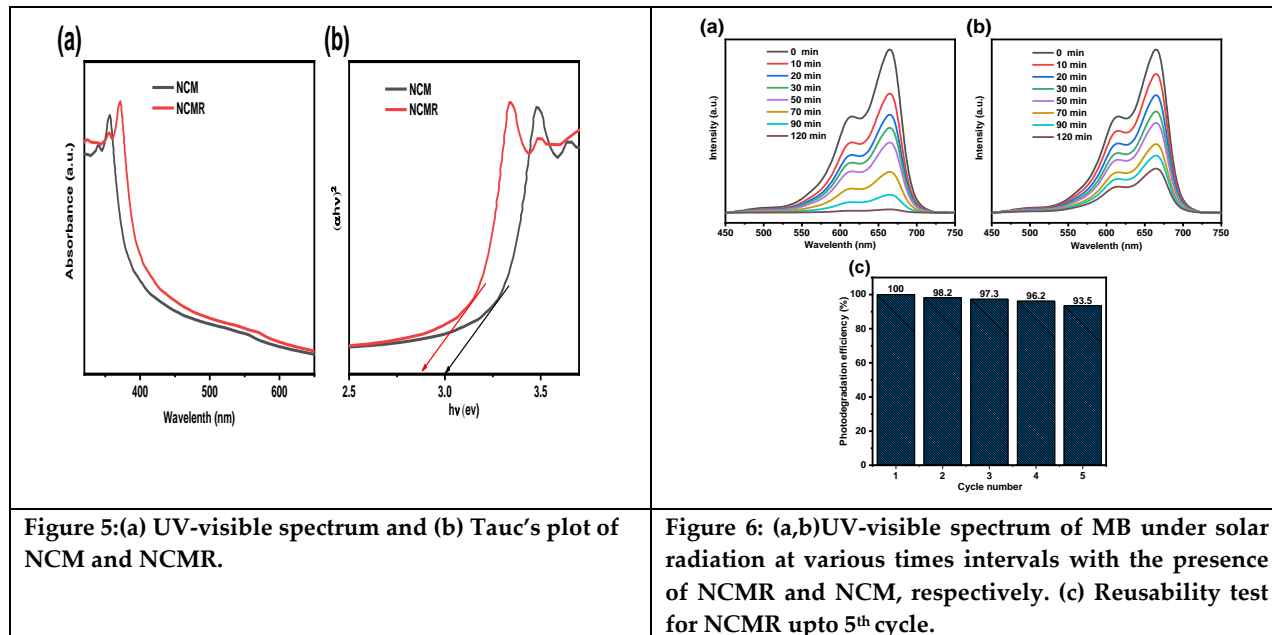 (a)
NCM
NCMR
Absorbance (a.u.)
400
500
600
Wavelenth (nm)
(b)
NCM
NCMR
(αhν)²
2.5
3.0
3.5
hν (ev)
Figure 5:(a) UV-visible spectrum and (b) Tauc's plot of
NCM and NCMR.
(a)
0 min
10 min
20 min
30 min
50 min
70 min
90 min
120 min
Intensity (a.u.)
450
500
550
600
650
700
750
Wavelenth (nm)
(b)
0 min
10 min
20 min
30 min
50 min
70 min
90 min
120 min
Intensity (a.u.)
450
500
550
600
650
700
750
Wavelenth (nm)
(c)
Photodegradation efficiency (%)
100
80
60
40
20
0
100
98.2
97.3
96.2
93.5
1
2
3
4
5
Cycle number
Figure 6: (a,b)UV-visible spectrum of MB under solar
radiation at various times intervals with the presence
of NCMR and NCM, respectively. (c) Reusability test
for NCMR upto 5th cycle.